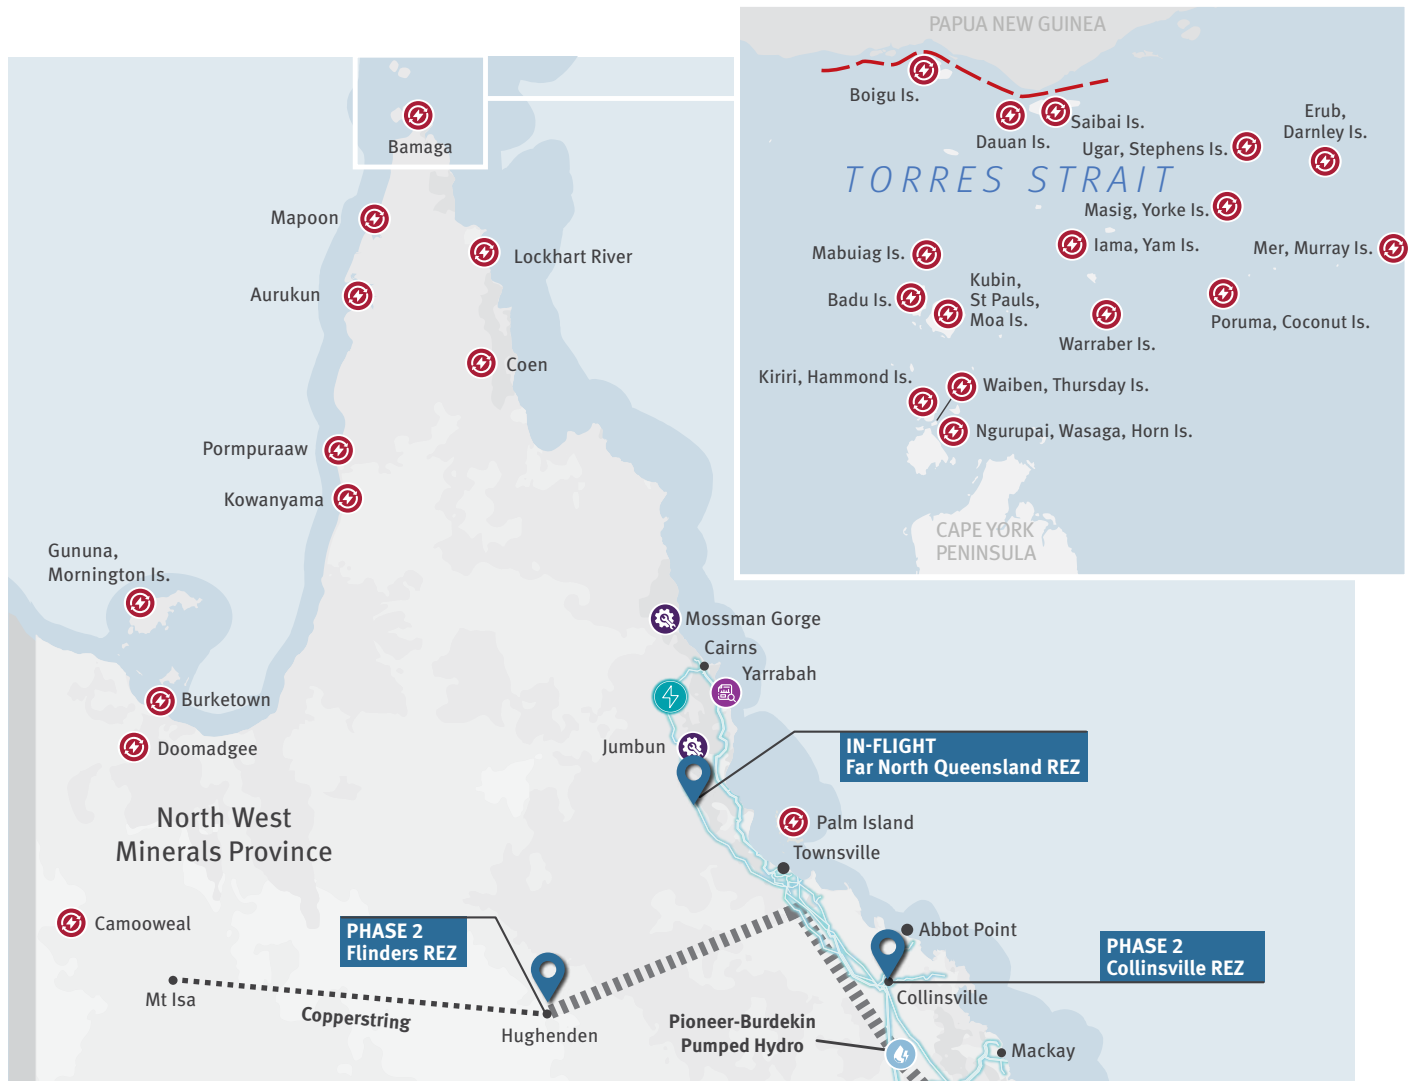 PAPUA NEW GUINEA
Boigu Is.
Dauan Is.
Saibai Is.
Ugar, Stephens Is.
Erub,
Darnley Is.
TORRES STRAIT
Masig, Yorke Is.
Mabuiag Is.
Iama, Yam Is.
Mer, Murray Is.
Badu Is.
Kubin,
St Pauls,
Moa Is.
Warraber Is.
Poruma, Coconut Is.
Kiriri, Hammond Is.
Waiben, Thursday Is.
Ngurupai, Wasaga, Horn Is.
CAPE YORK
PENINSULA
Bamaga
Mapoon
Lockhart River
Aurukun
Coen
Pormpuraaw
Kowanyama
Gununa,
Mornington Is.
Mossman Gorge
Cairns
Yarrabah
Burketown
Doomadgee
Jumbun
IN-FLIGHT
Far North Queensland REZ
North West
Minerals Province
Palm Island
Townsville
Camooweal
PHASE 2
Flinders REZ
Abbot Point
PHASE 2
Collinsville REZ
Mt Isa
Copperstring
Hughenden
Collinsville
Pioneer-Burdekin
Pumped Hydro
Mackay